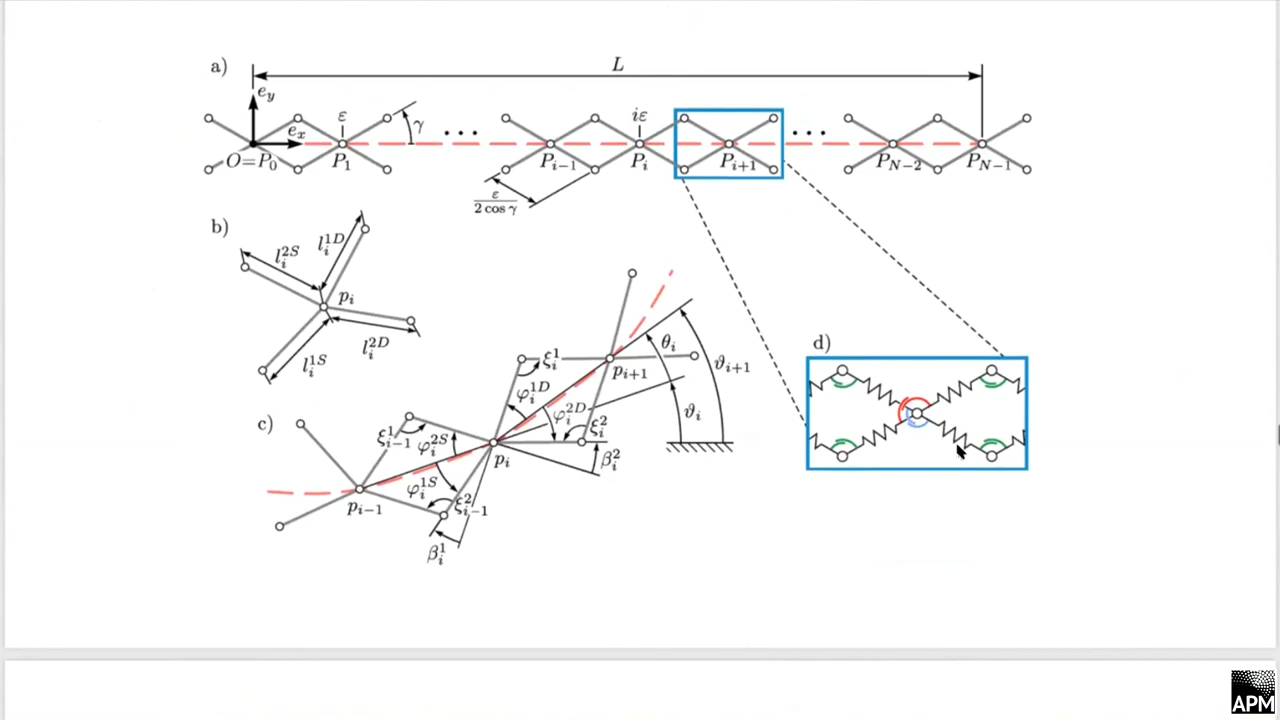 a)
L
e_y
ε
iε
γ
e_x
...
...
O=P_0
P_1
P_{i-1}
P_i
P_{i+1}
P_{N-2}
P_{N-1}
ε
2 cos γ
b)
l_i^{1D}
l_i^{2S}
p_i
l_i^{1S}
l_i^{2D}
d)
θ_i
ξ_i^1
p_{i+1}
ϑ_{i+1}
φ_i^{1D}
φ_i^{2D}
ϑ_i
c)
ξ_{i-1}^1
φ_i^{2S}
ξ_i^2
p_i
β_i^2
φ_i^{1S}
p_{i-1}
ξ_{i-1}^2
β_i^1
APM